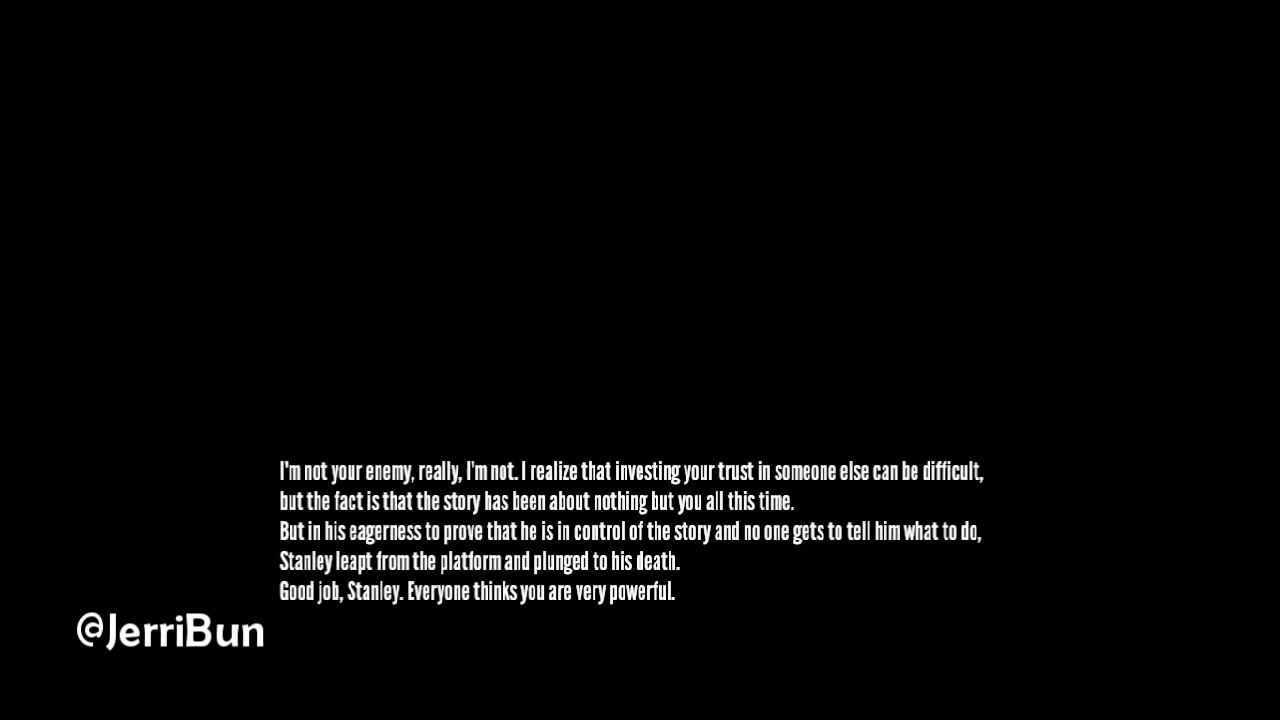 I'm not your enemy, really, I'm not. I realize that investing your trust in someone else can be difficult,
but the fact is that the story has been about nothing but you all this time.
But in his eagerness to prove that he is in control of the story and no one gets to tell him what to do,
Stanley leapt from the platform and plunged to his death.
Good job, Stanley. Everyone thinks you are very powerful.
@JerriBun